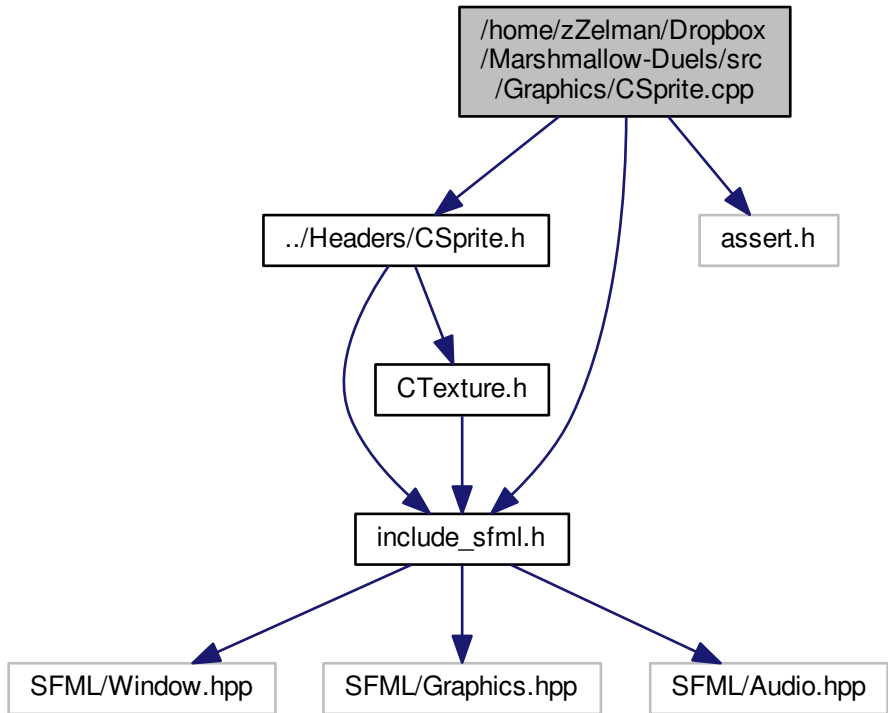 /home/zZelman/Dropbox
/Marshmallow-Duels/src
/Graphics/CSprite.cpp
../Headers/CSprite.h
assert.h
CTexture.h
include_sfml.h
SFML/Window.hpp
SFML/Graphics.hpp
SFML/Audio.hpp